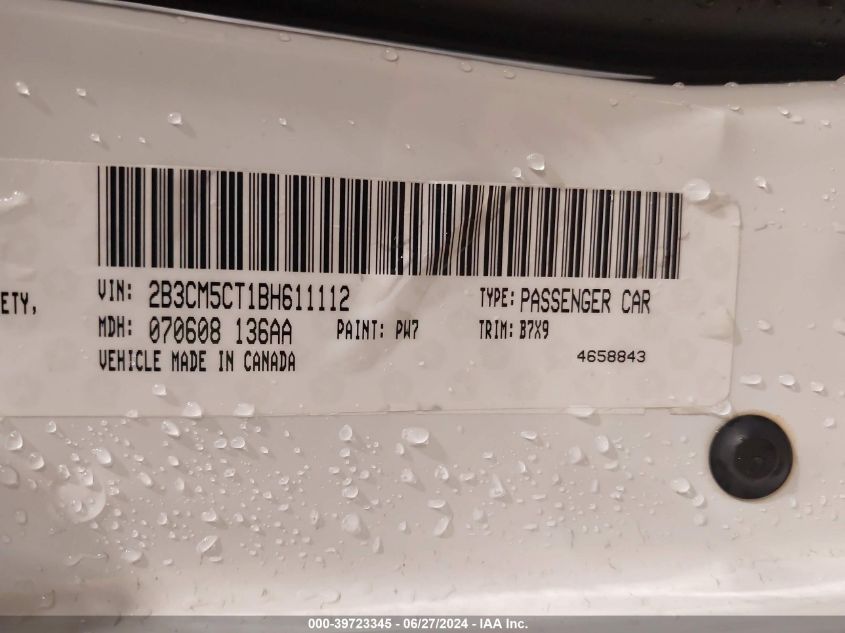 ETY,
VIN: 2B3CM5CT1BH611112 TYPE: PASSENGER CAR
MDH: 070608 136AA PAINT: PW7 TRIM: B7X9
VEHICLE MADE IN CANADA 4658843
000-39723345 - 06/27/2024 - IAA Inc.